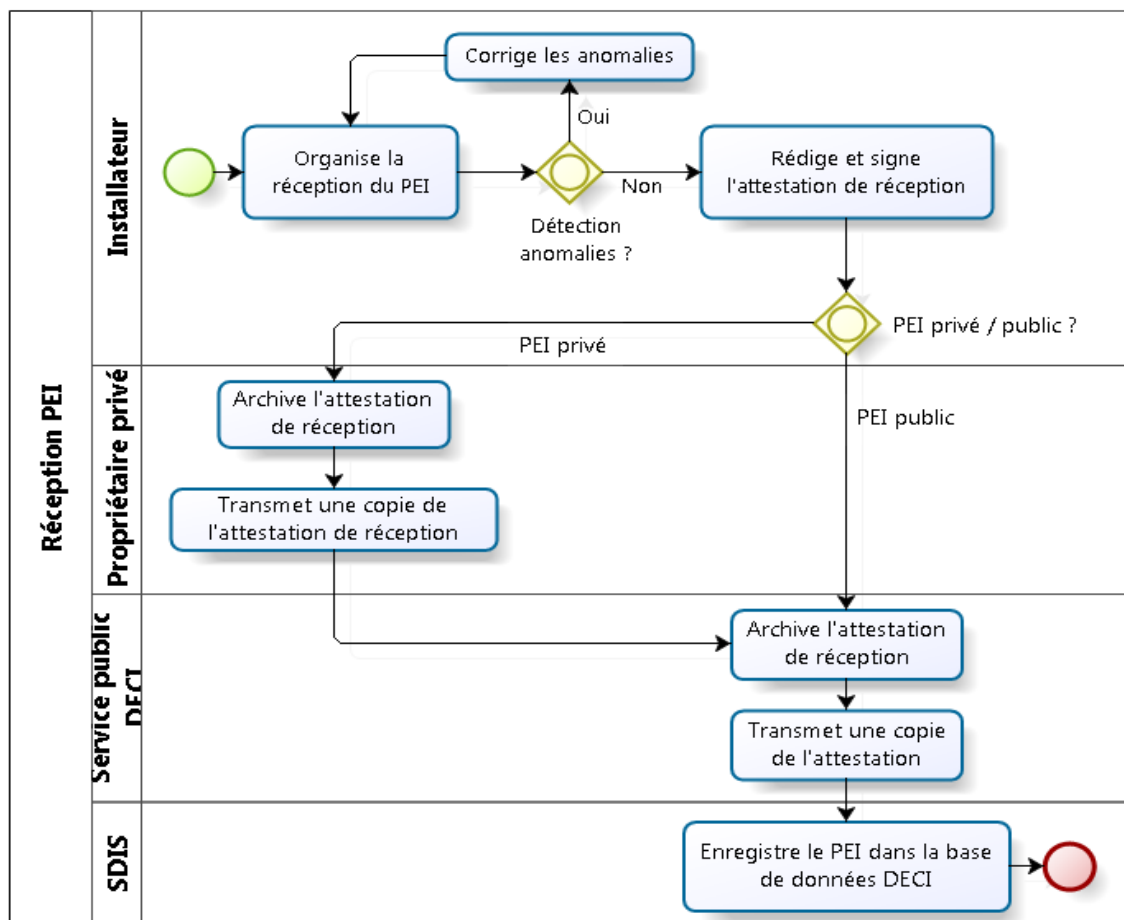 Réception PEI
Installateur
Corrige les anomalies
Oui
Organise la
réception du PEI
Non
Rédige et signe
l'attestation de réception
Détection
anomalies ?
PEI privé / public ?
PEI privé
PEI public
Propriétaire privé
Archive l'attestation
de réception
Transmet une copie de
l'attestation de réception
Service public
DECI
Archive l'attestation
de réception
Transmet une copie
de l'attestation
SDIS
Enregistre le PEI dans la base
de données DECI